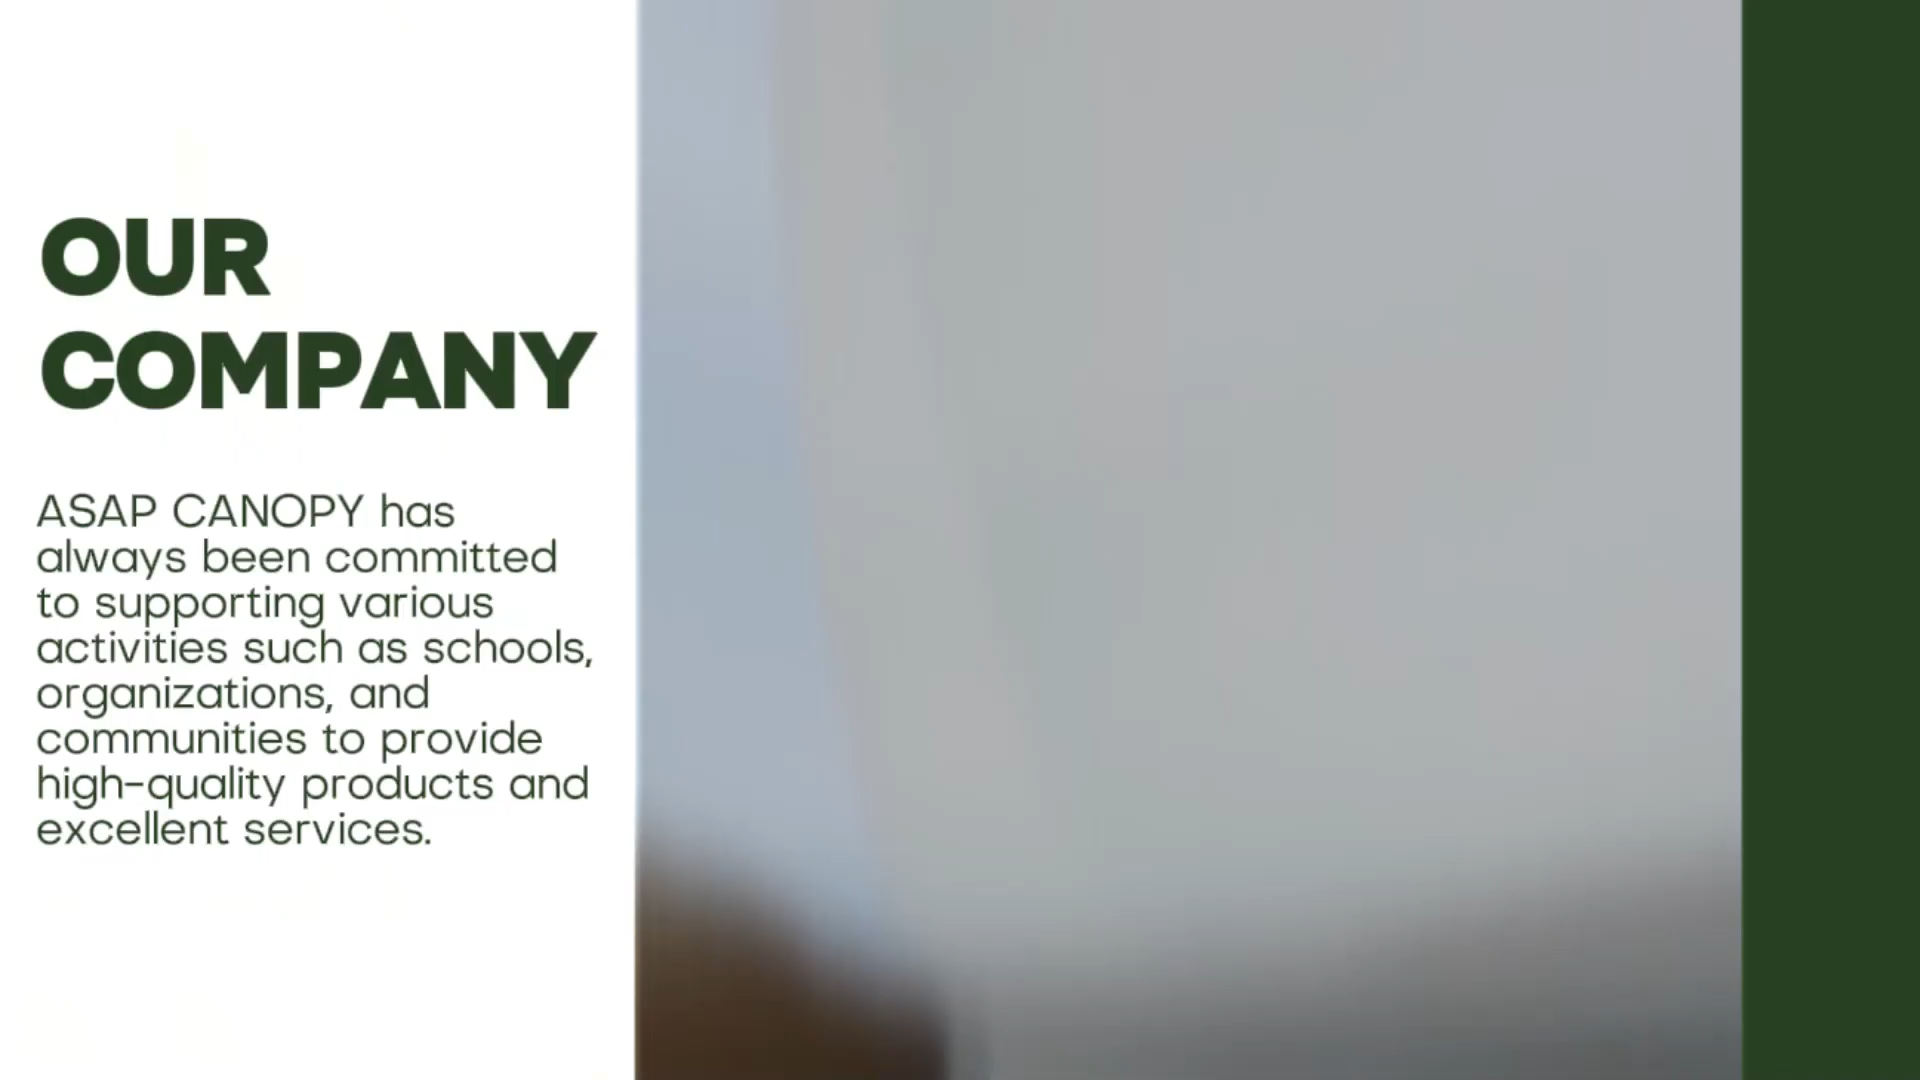 OUR
COMPANY
ASAP CANOPY has
always been committed
to supporting various
activities such as schools,
organizations, and
communities to provide
high-quality products and
excellent services.